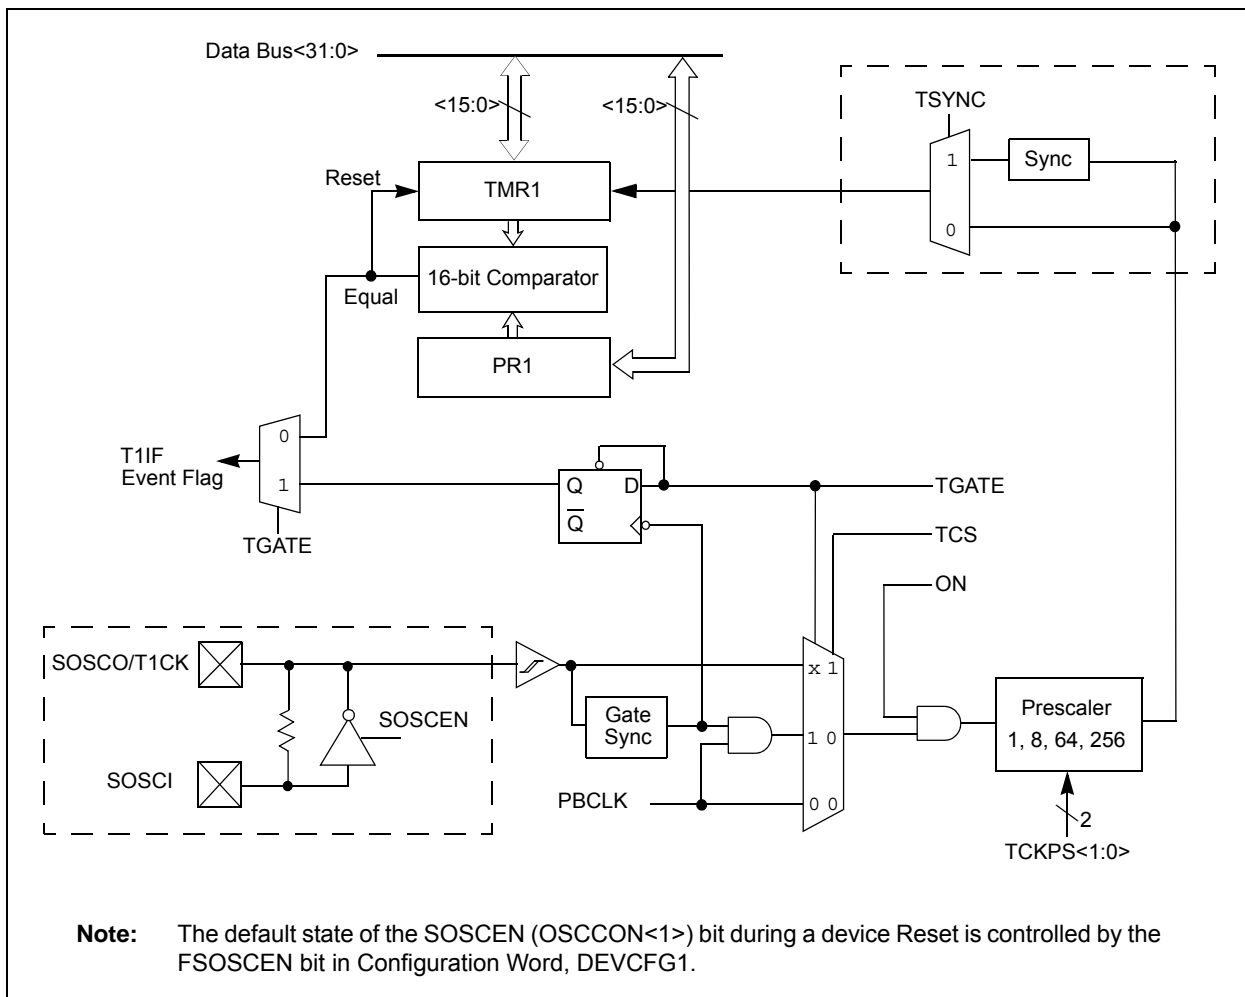 Data Bus<31:0>
<15:0>
<15:0>
TSYNC
1
Sync
0
Reset
TMR1
16-bit Comparator
Equal
PR1
0
T1IF
Event Flag
1
TGATE
Q
D
Q̅
TGATE
TCS
ON
SOSCO/T1CK
SOSCEN
SOSCI
Gate
Sync
x 1
1 0
0 0
PBCLK
Prescaler
1, 8, 64, 256
2
TCKPS<1:0>
Note: The default state of the SOSCEN (OSCCON<1>) bit during a device Reset is controlled by the
FSOSCEN bit in Configuration Word, DEVCFG1.